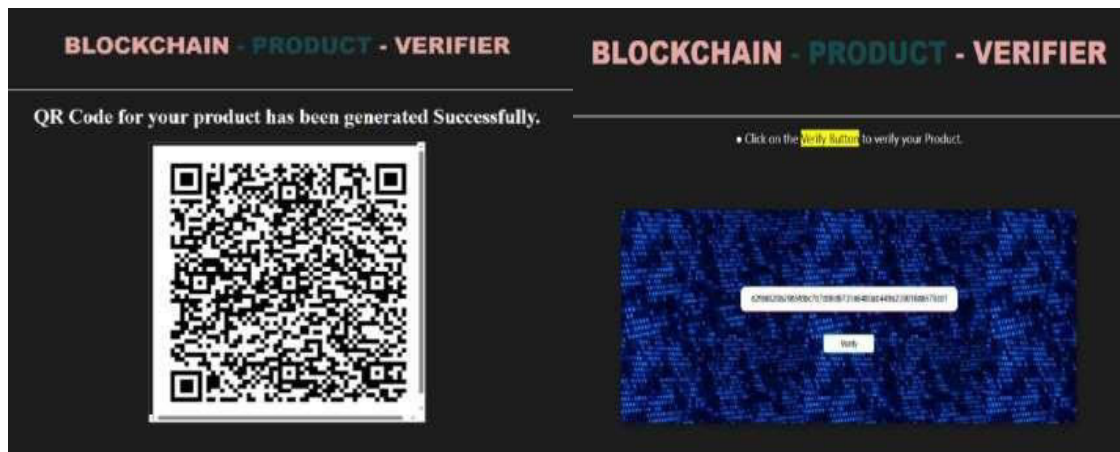 BLOCKCHAIN - PRODUCT - VERIFIER
QR Code for your product has been generated Successfully.
BLOCKCHAIN - PRODUCT - VERIFIER
• Click on the Verify Button to verify your Product.
Verify